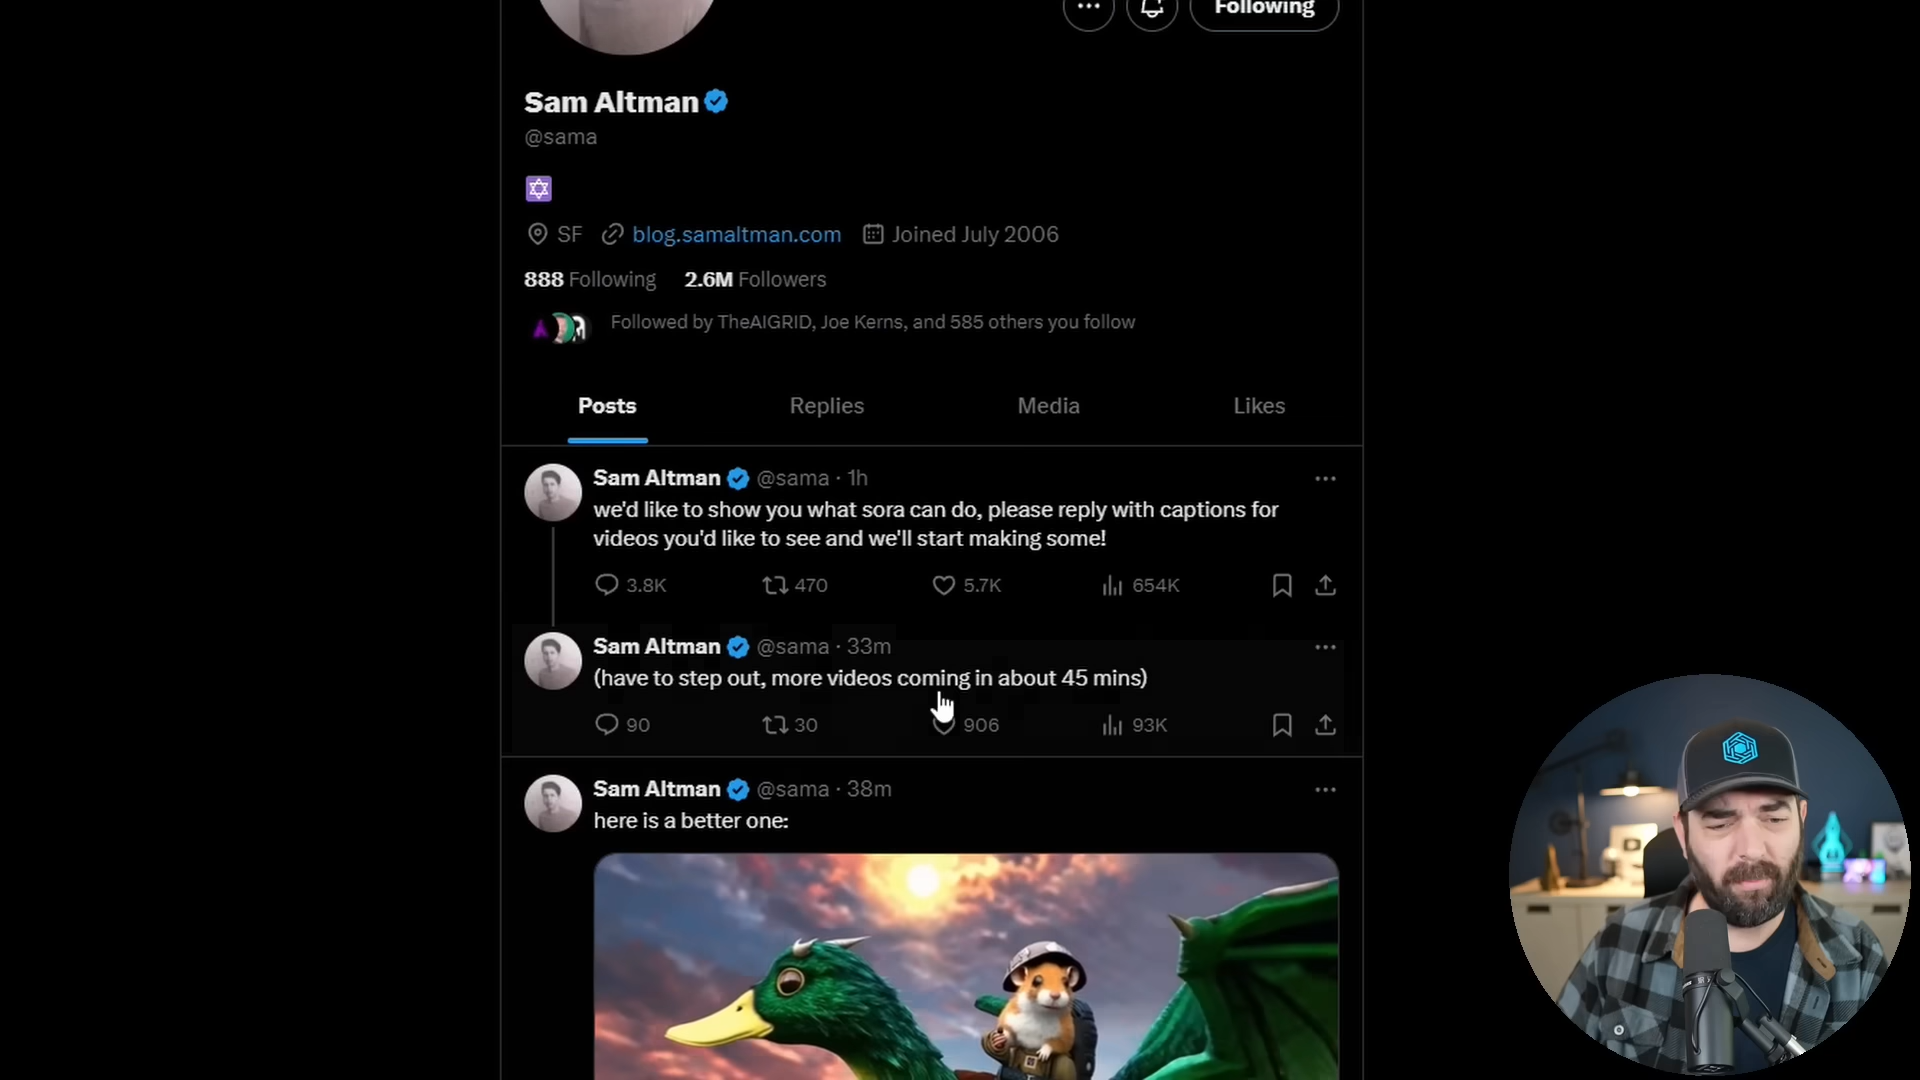 Following
Sam Altman
@sama
SF blog.samaltman.com Joined July 2006
888 Following 2.6M Followers
Followed by TheAIGRID, Joe Kerns, and 585 others you follow
Posts Replies Media Likes
Sam Altman @sama · 1h
we'd like to show you what sora can do, please reply with captions for
videos you'd like to see and we'll start making some!
3.8K 470 5.7K 654K
Sam Altman @sama · 33m
(have to step out, more videos coming in about 45 mins)
90 30 906 93K
Sam Altman @sama · 38m
here is a better one: